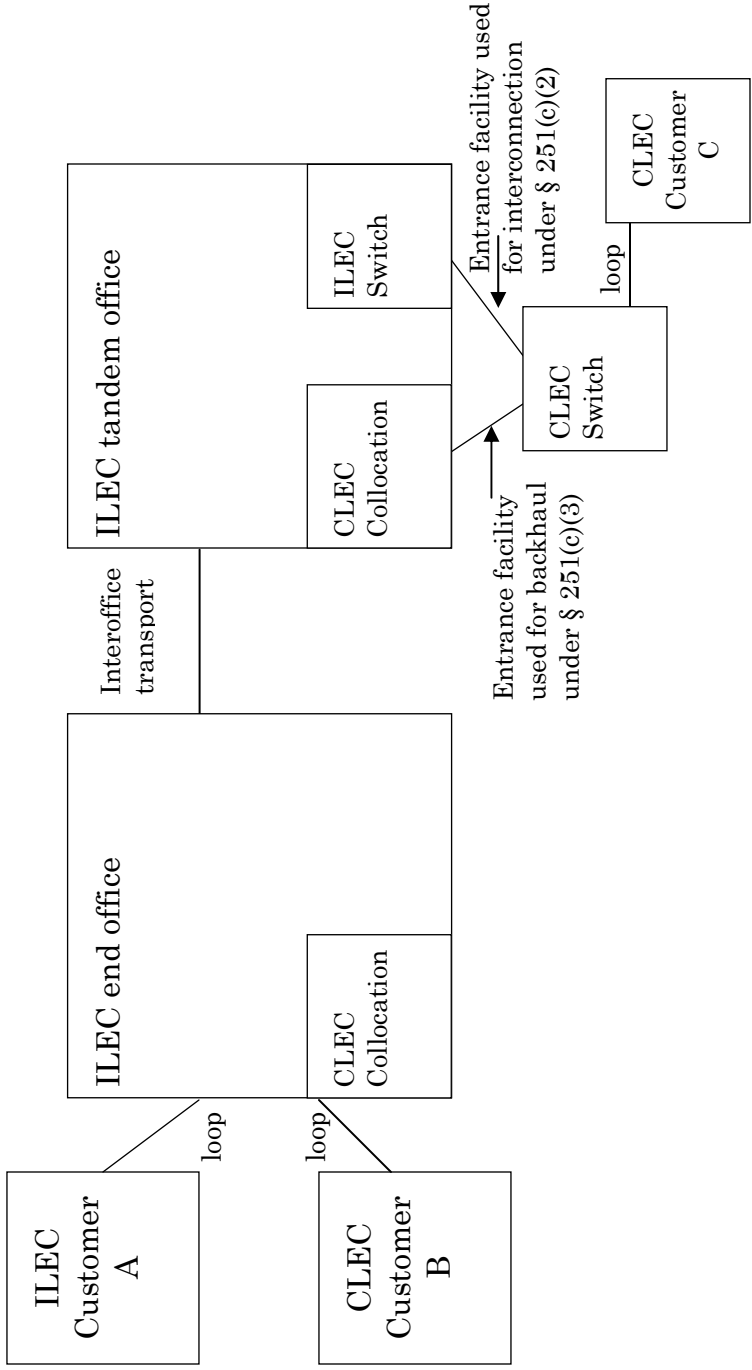 ILEC
Customer
A
CLEC
Customer
B
loop
loop
ILEC end office
CLEC
Collocation
Interoffice
transport
ILEC tandem office
CLEC
Collocation
ILEC
Switch
Entrance facility
used for backhaul
under § 251(c)(3)
Entrance facility used
for interconnection
under § 251(c)(2)
CLEC
Switch
loop
CLEC
Customer
C